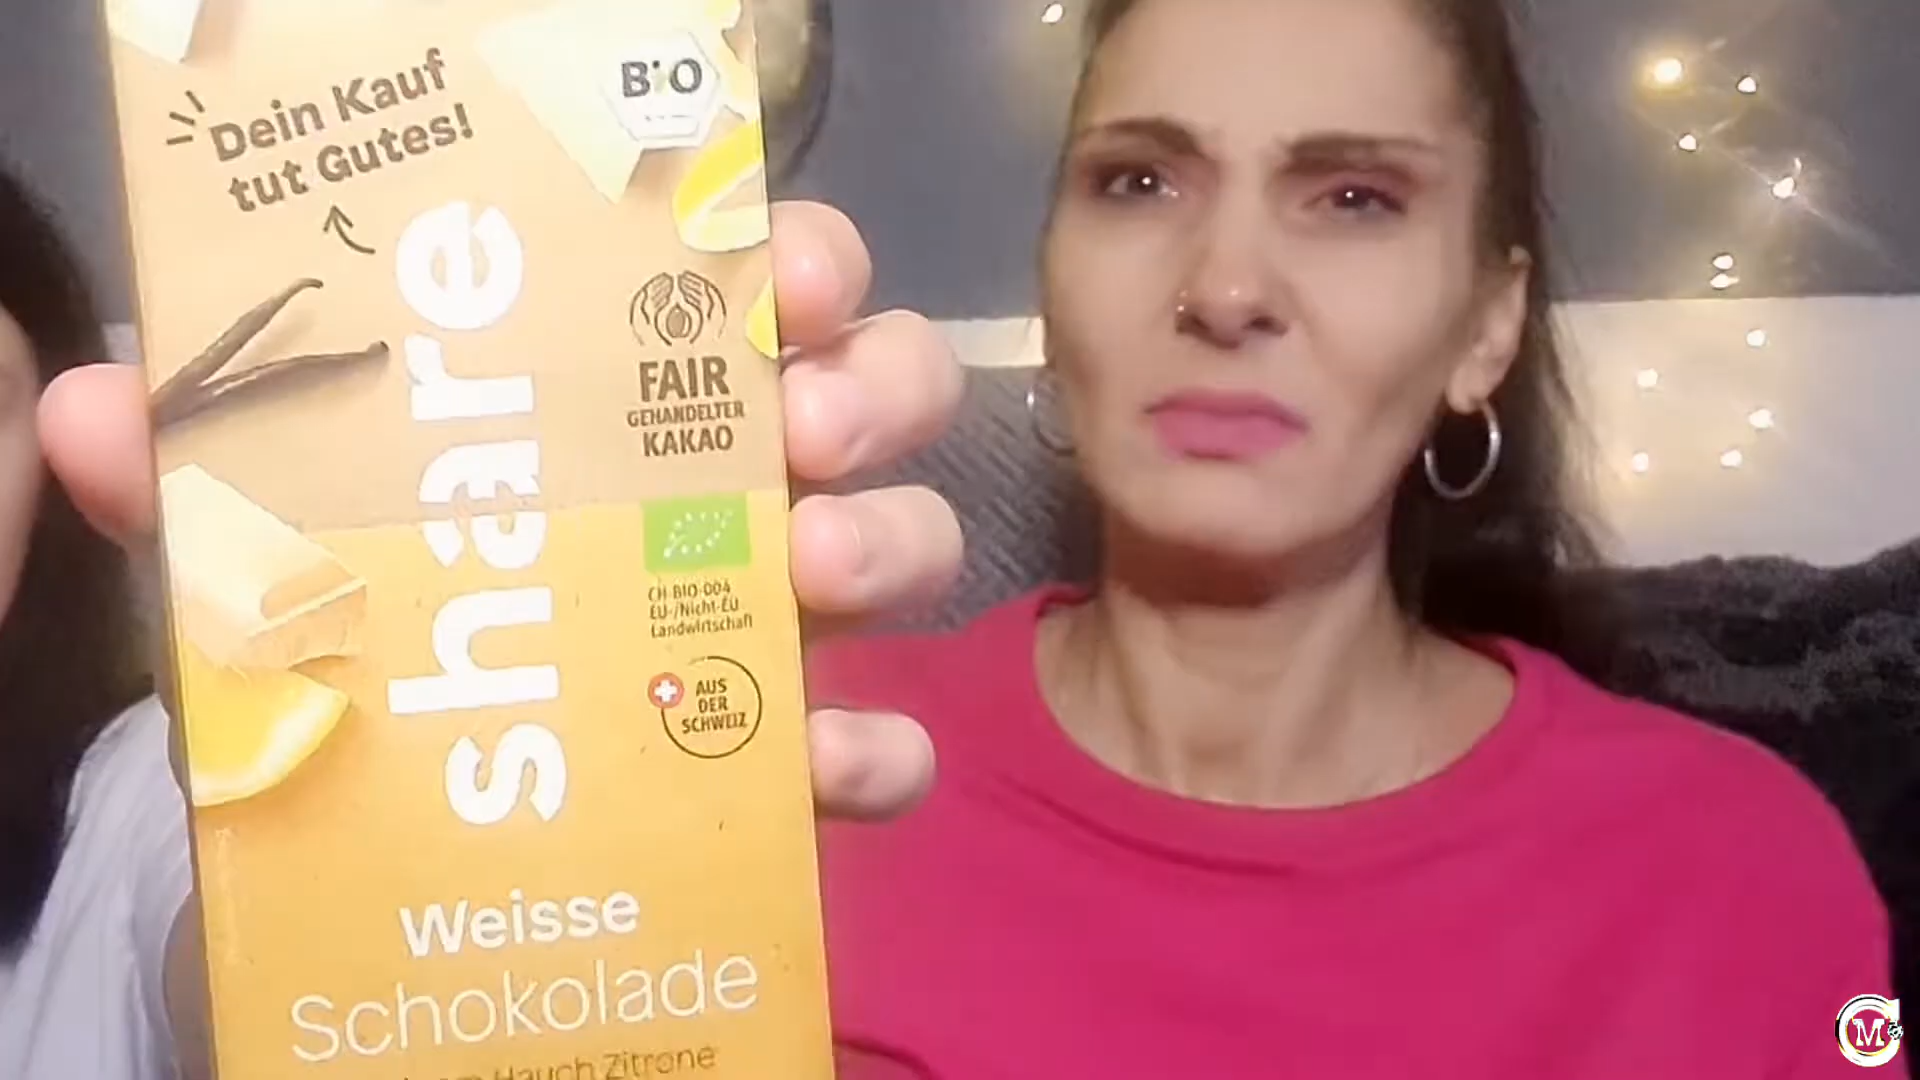 Dein Kauf
tut Gutes!
BiO
share
FAIR
GEHANDELTER
KAKAO
CH-BIO-004
EU-/Nicht-EU
Landwirtschaft
AUS
DER
SCHWEIZ
Weisse
Schokolade
Hauch Zitrone
M